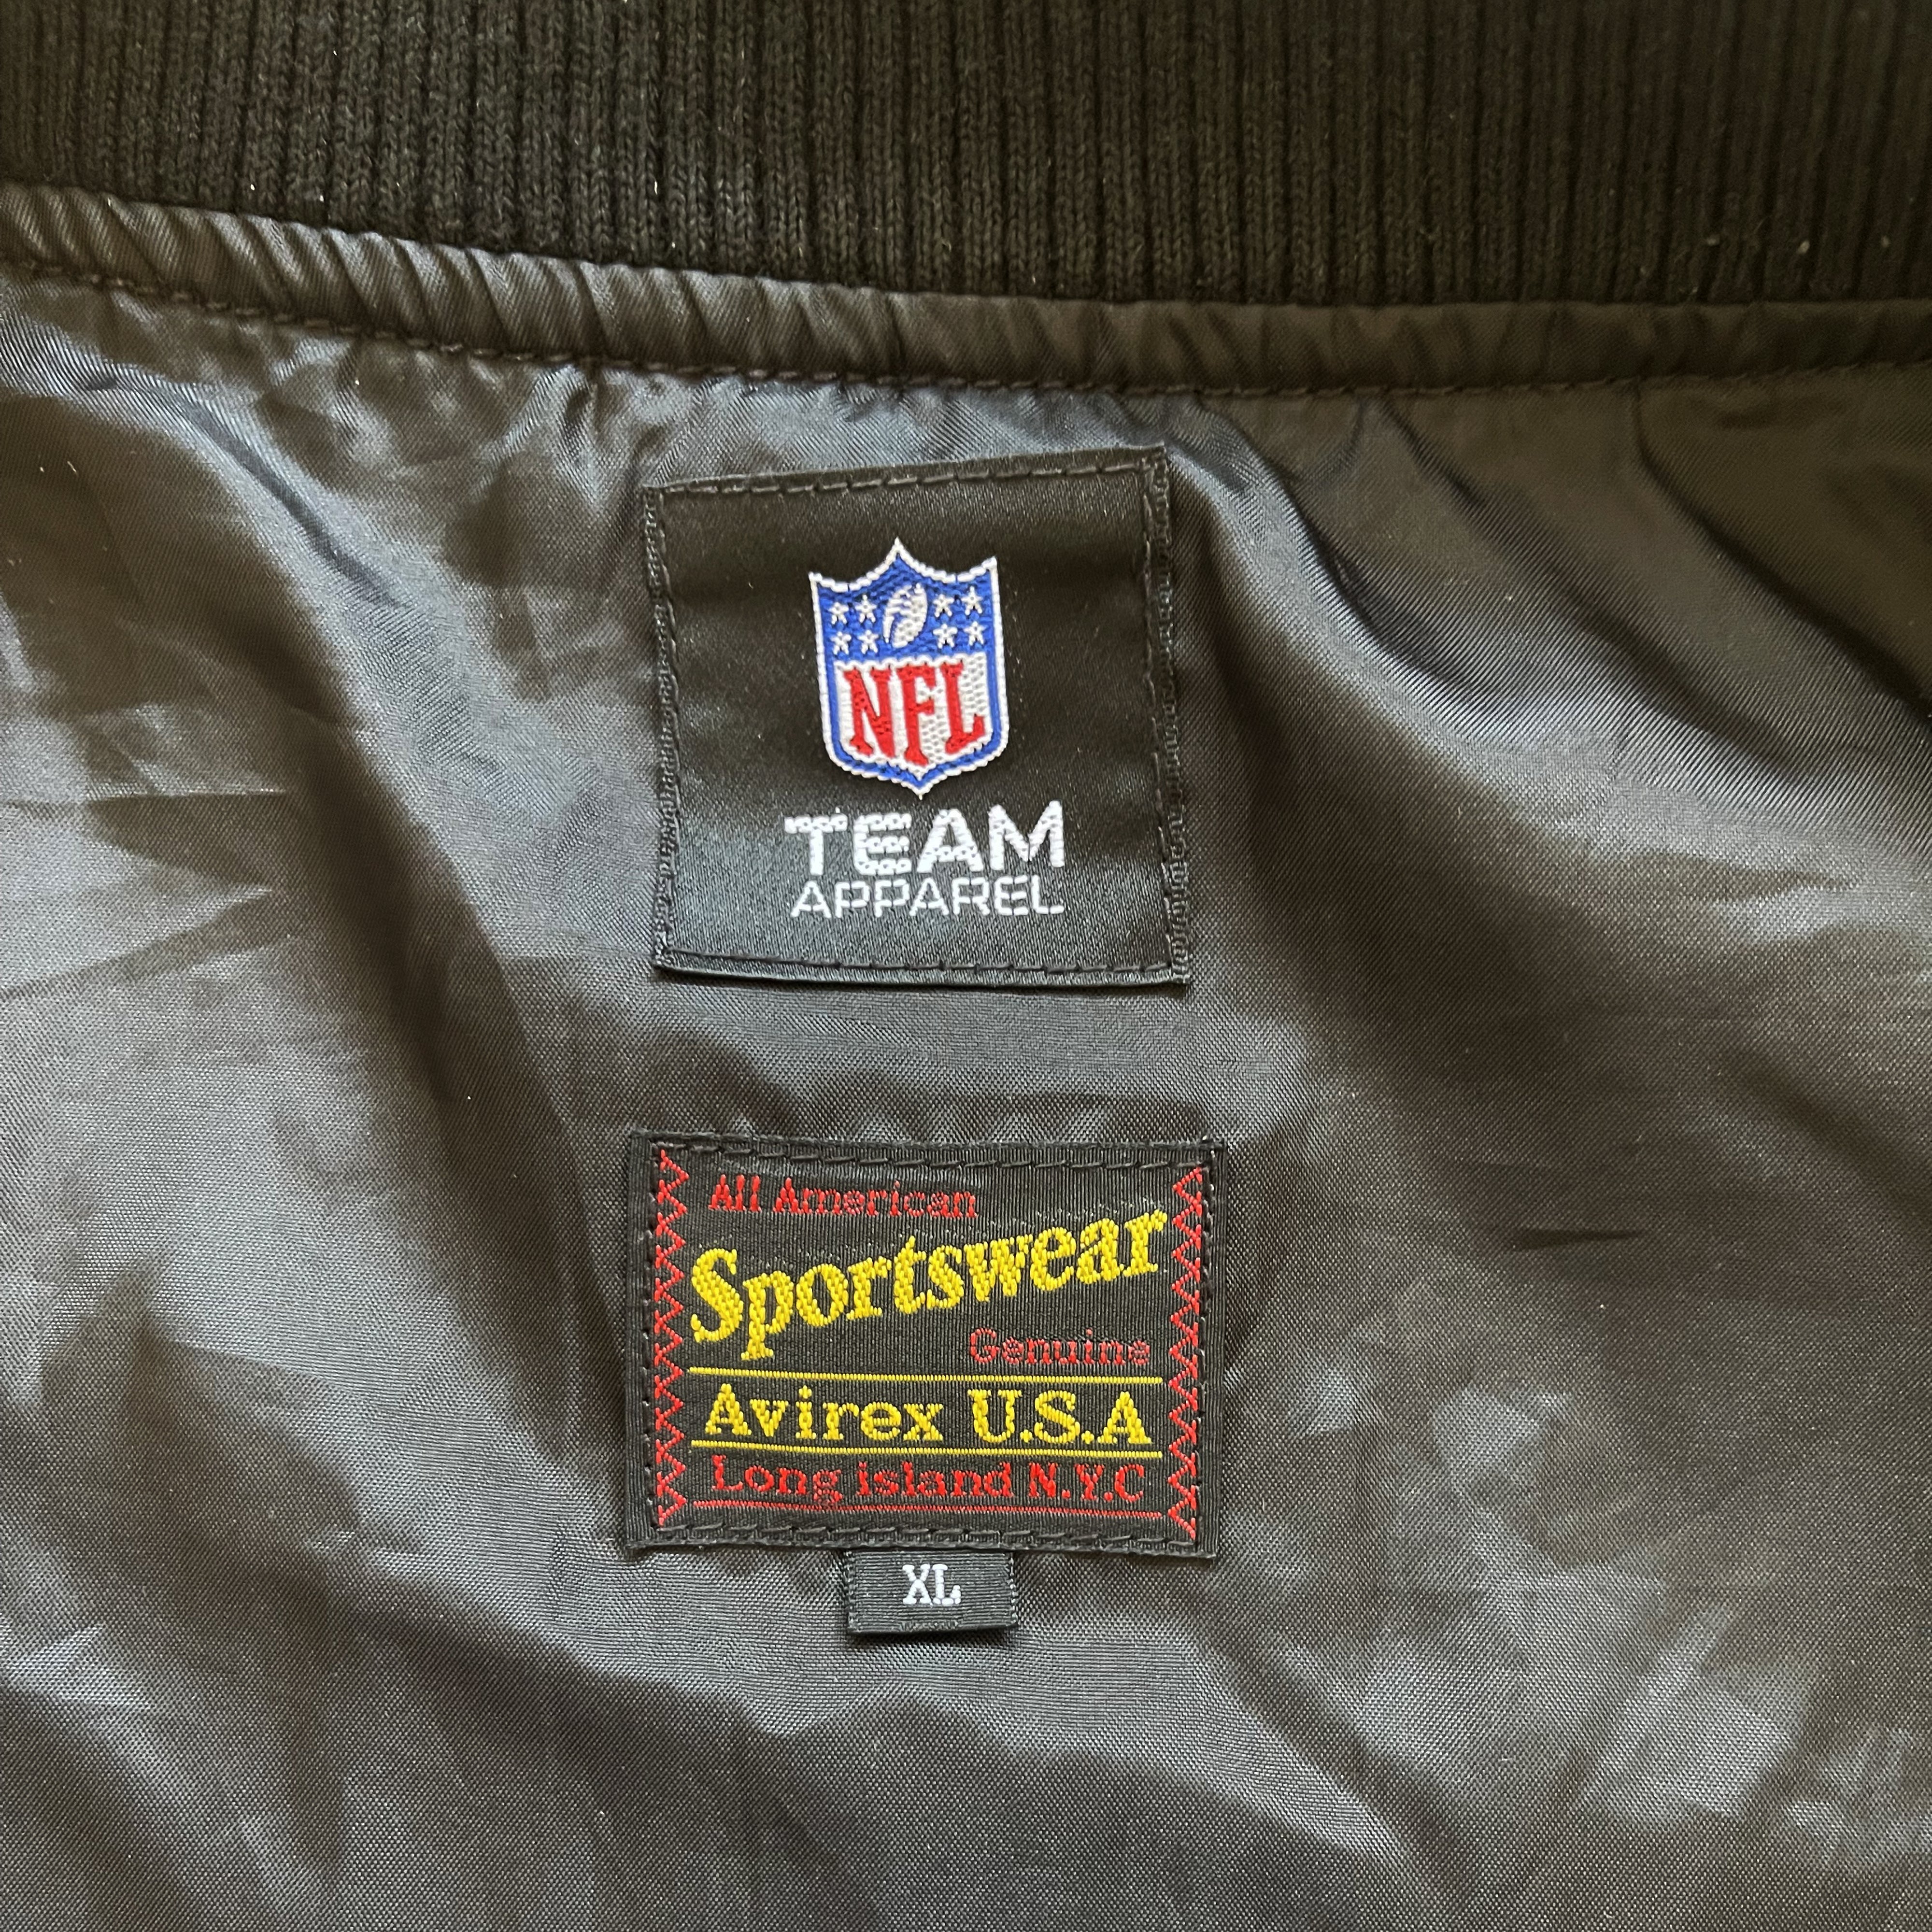 NFL
TEAM
APPAREL
All American
Sportswear
Genuine
Avirex U.S.A
Long island N.Y.C
XL